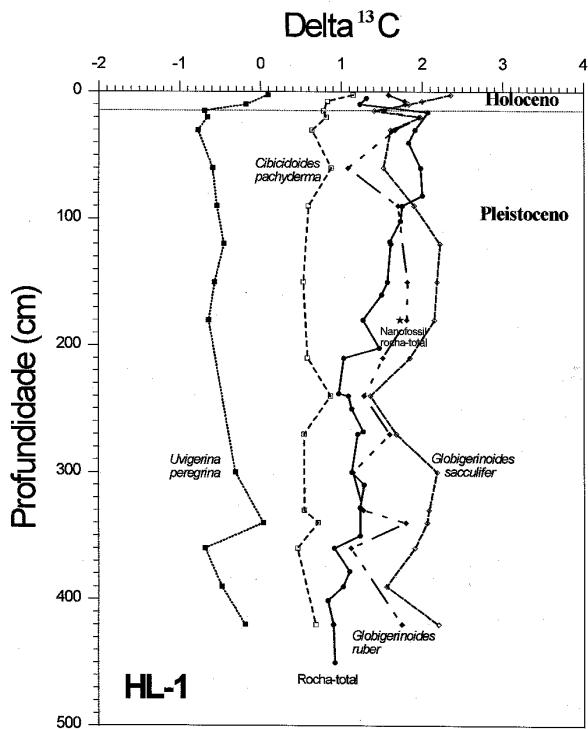 Delta ¹³C
-2 -1 0 1 2 3 4
0
Holoceno
Cibicidoides
pachyderma
100
Pleistoceno
Nanofossil
rocha-total
200
Profundidade (cm)
Uvigerina
peregrina
300
Globigerinoides
sacculifer
400
Globigerinoides
ruber
Rocha-total
HL-1
500